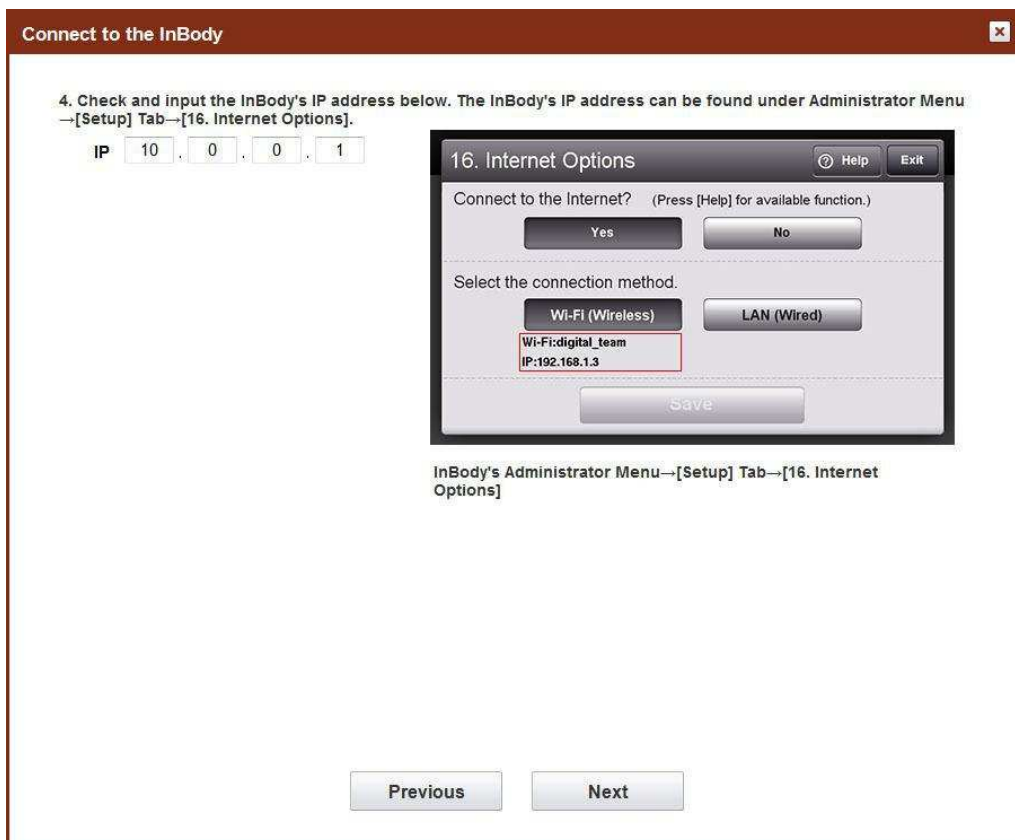 Connect to the InBody
4. Check and input the InBody's IP address below. The InBody's IP address can be found under Administrator Menu
→[Setup] Tab→[16. Internet Options].
IP 10 . 0 . 0 . 1
16. Internet Options
Help Exit
Connect to the Internet? (Press [Help] for available function.)
Yes No
Select the connection method.
Wi-Fi (Wireless) LAN (Wired)
Wi-Fi:digital_team
IP:192.168.1.3
Save
InBody's Administrator Menu→[Setup] Tab→[16. Internet
Options]
Previous Next